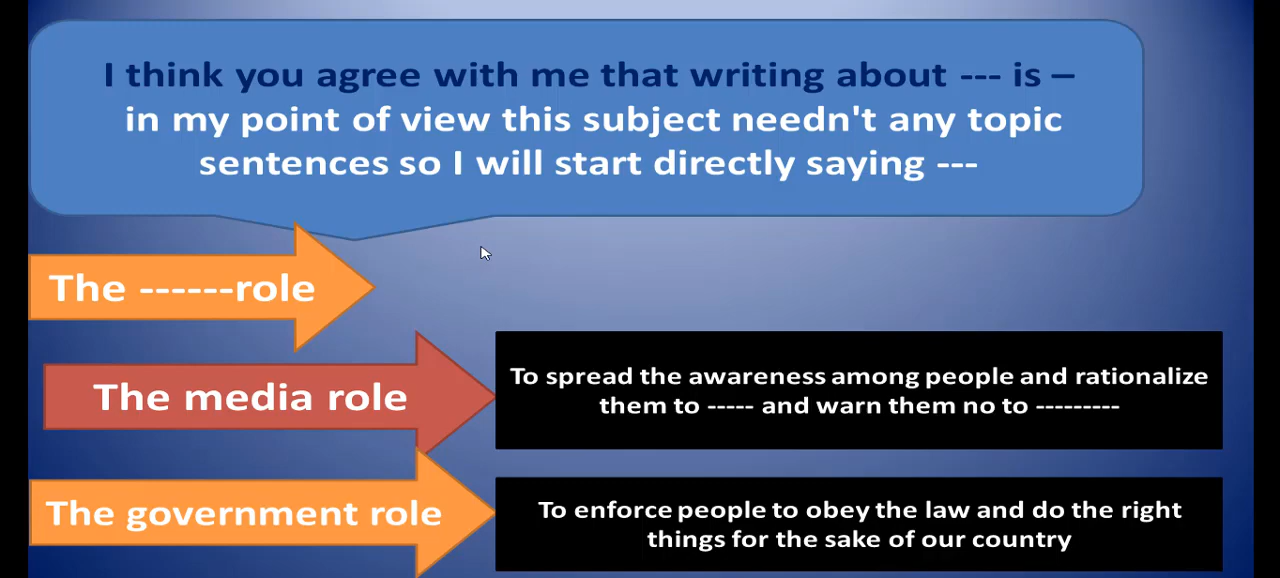 I think you agree with me that writing about --- is –
in my point of view this subject needn't any topic
sentences so I will start directly saying ---
The ------role
The media role
To spread the awareness among people and rationalize
them to ----- and warn them no to ---------
The government role
To enforce people to obey the law and do the right
things for the sake of our country